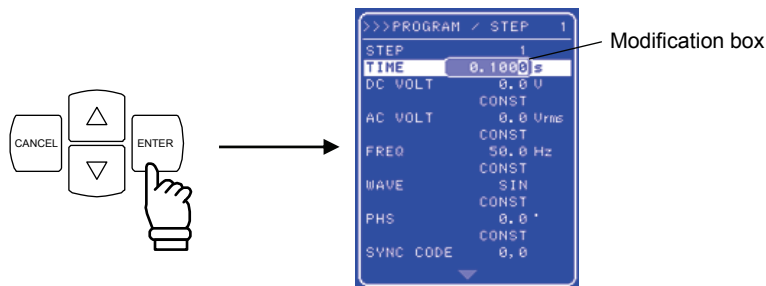 CANCEL
ENTER
>>>PROGRAM / STEP 1
STEP 1
TIME 0.1000 s
DC VOLT 0.0 V
CONST
AC VOLT 0.0 Vrms
CONST
FREQ 50.0 Hz
CONST
WAVE SIN
CONST
PHS 0.0 °
CONST
SYNC CODE 0,0
Modification box